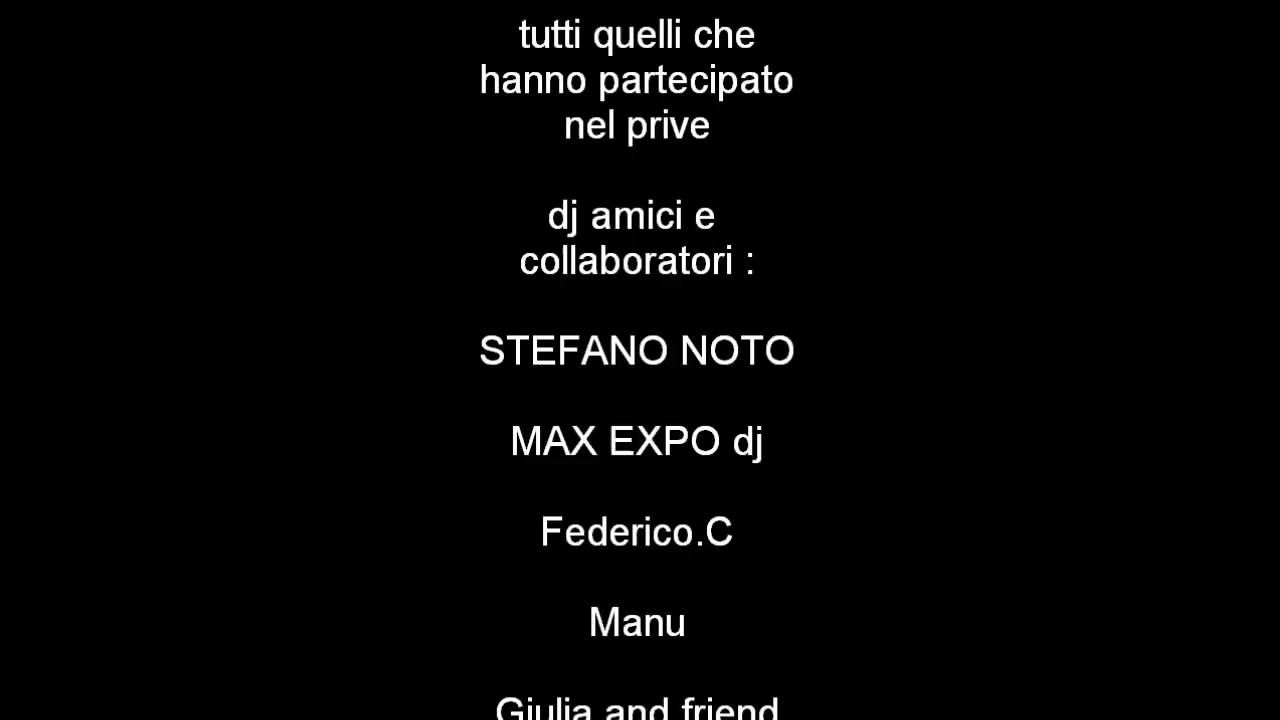 tutti quelli che
hanno partecipato
nel prive
dj amici e
collaboratori :
STEFANO NOTO
MAX EXPO dj
Federico.C
Manu
Giulia and friend